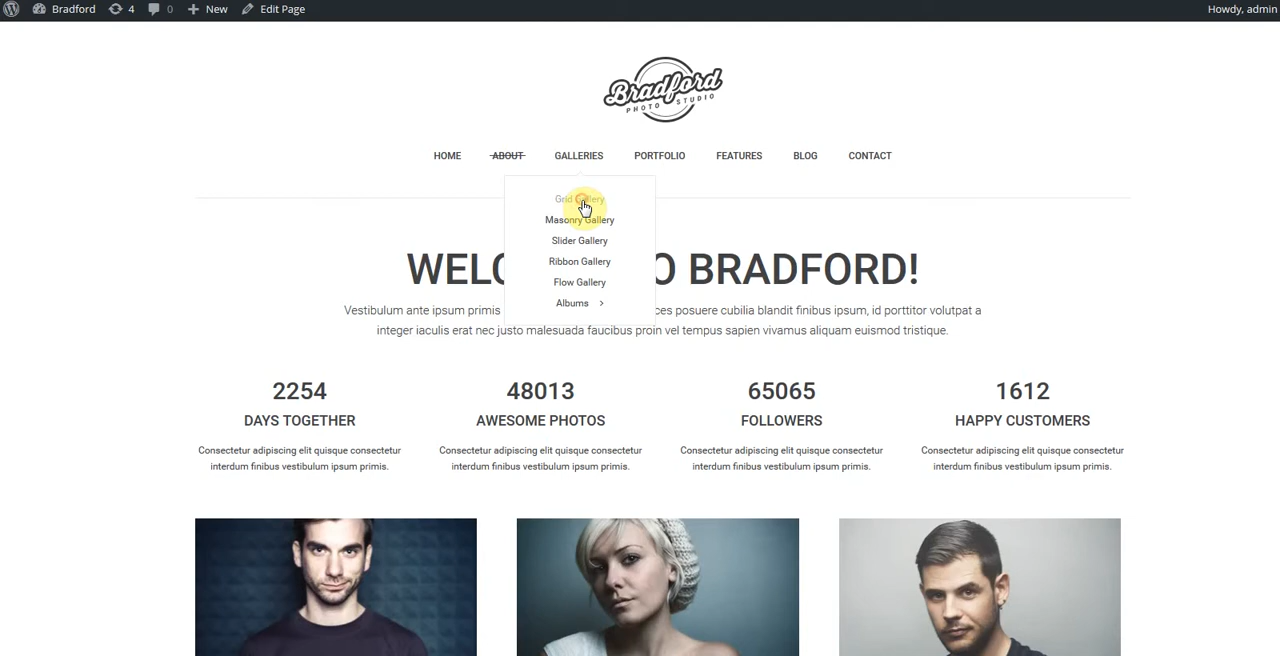 Bradford 4 0 New Edit Page Howdy, admin
Bradford
PHOTO STUDIO
HOME ABOUT GALLERIES PORTFOLIO FEATURES BLOG CONTACT
Grid Gallery
Masonry Gallery
Slider Gallery
Ribbon Gallery
Flow Gallery
Albums
WELC O BRADFORD!
Vestibulum ante ipsum primis ces posuere cubilia blandit finibus ipsum, id porttitor volutpat a
integer iaculis erat nec justo malesuada faucibus proin vel tempus sapien vivamus aliquam euismod tristique.
2254 48013 65065 1612
DAYS TOGETHER AWESOME PHOTOS FOLLOWERS HAPPY CUSTOMERS
Consectetur adipiscing elit quisque consectetur Consectetur adipiscing elit quisque consectetur Consectetur adipiscing elit quisque consectetur Consectetur adipiscing elit quisque consectetur
interdum finibus vestibulum ipsum primis. interdum finibus vestibulum ipsum primis. interdum finibus vestibulum ipsum primis. interdum finibus vestibulum ipsum primis.